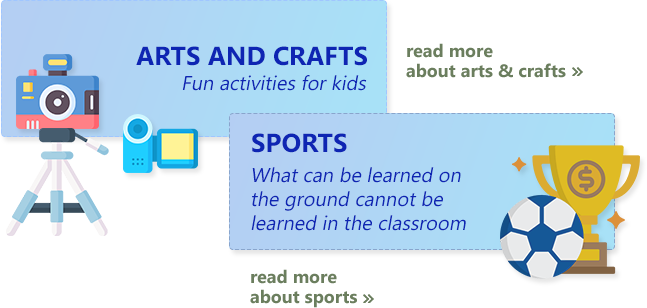 ARTS AND CRAFTS
Fun activities for kids
read more
about arts & crafts »
SPORTS
What can be learned on
the ground cannot be
learned in the classroom
$
read more
about sports »